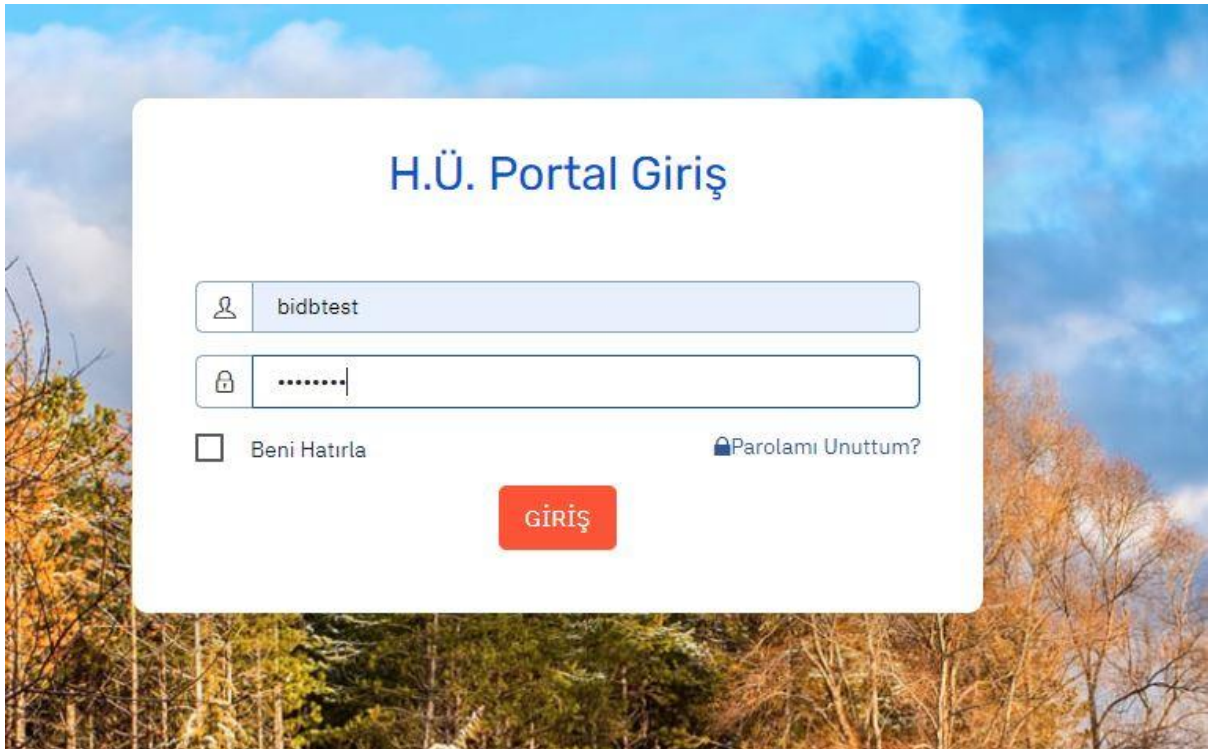 H.Ü. Portal Giriş
bidbtest
••••••••
Beni Hatırla
Parolamı Unuttum?
GİRİŞ